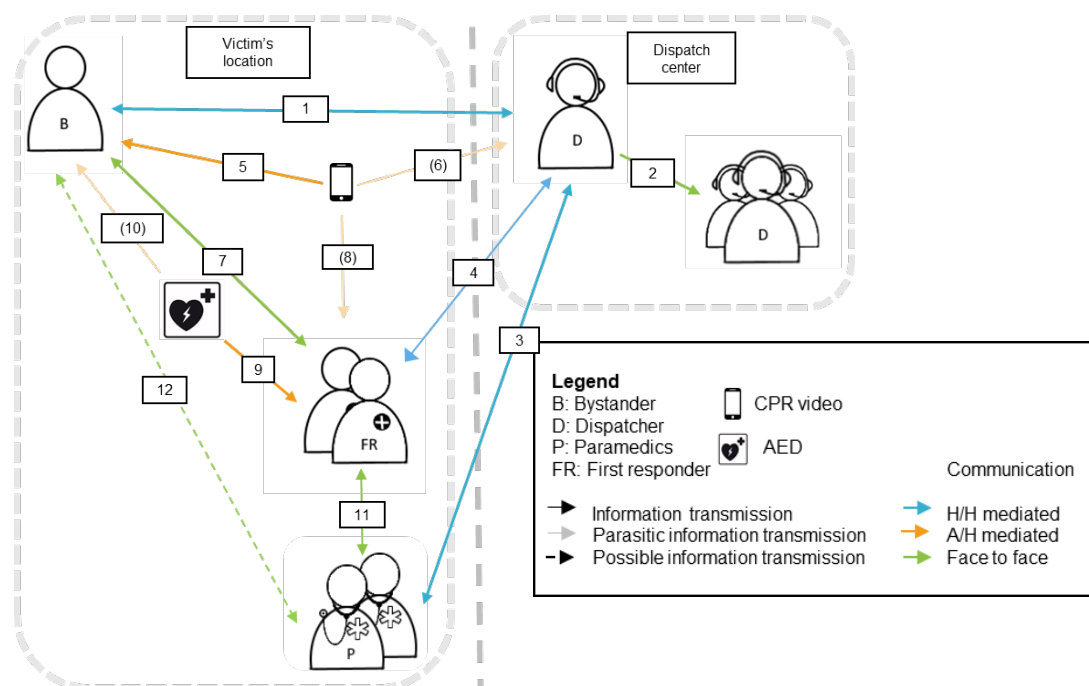 Victim's
location
Dispatch
center
B
1
D
5
(6)
2
D
(10)
7
(8)
4
9
12
3
FR
11
P
Legend
B: Bystander
D: Dispatcher
P: Paramedics
FR: First responder
CPR video
AED
Communication
Information transmission
Parasitic information transmission
Possible information transmission
H/H mediated
A/H mediated
Face to face